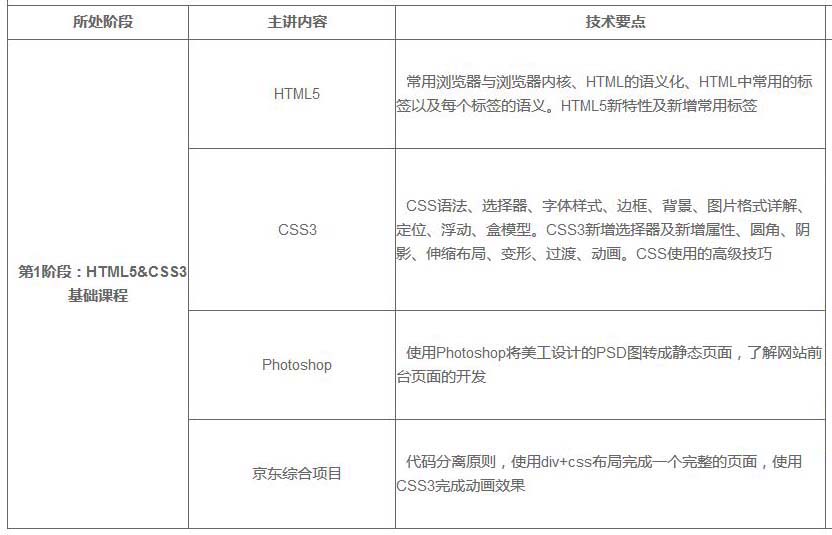 所处阶段 主讲内容 技术要点
HTML5
常用浏览器与浏览器内核、HTML的语义化、HTML中常用的标
签以及每个标签的语义。HTML5新特性及新增常用标签
CSS3
CSS语法、选择器、字体样式、边框、背景、图片格式详解、
定位、浮动、盒模型。CSS3新增选择器及新增属性、圆角、阴
影、伸缩布局、变形、过渡、动画。CSS使用的高级技巧
第1阶段：HTML5&CSS3
基础课程
Photoshop
使用Photoshop将美工设计的PSD图转成静态页面，了解网站前
台页面的开发
京东综合项目
代码分离原则，使用div+css布局完成一个完整的页面，使用
CSS3完成动画效果